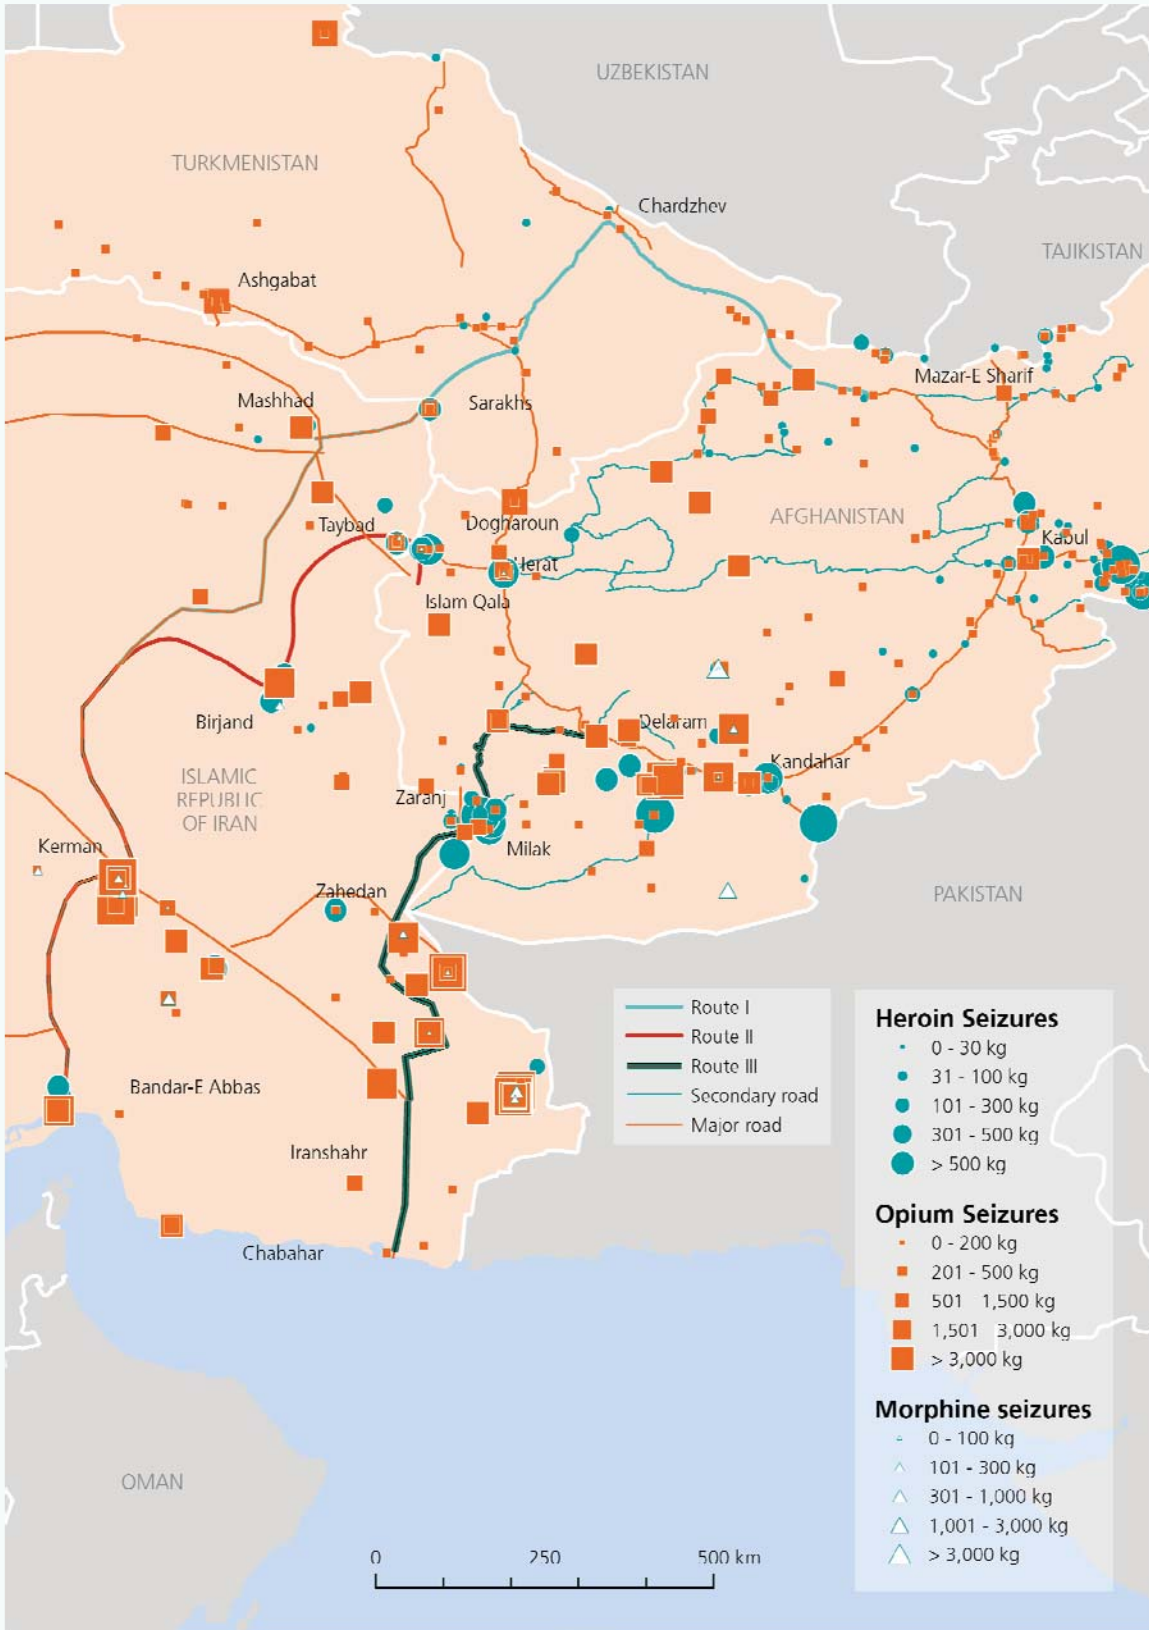 UZBEKISTAN
TURKMENISTAN
Chardzhev
TAJIKISTAN
Ashgabat
Mazar-E Sharif
Mashhad
Sarakhs
Taybad
Dogharoun
AFGHANISTAN
Kabul
Herat
Islam Qala
Birjand
Delaram
ISLAMIC
REPUBLIC
OF IRAN
Kandahar
Zaranj
Kerman
Milak
Zahedan
PAKISTAN
Bandar-E Abbas
Iranshahr
Chabahar
OMAN
Route I
Route II
Route III
Secondary road
Major road
Heroin Seizures
0 - 30 kg
31 - 100 kg
101 - 300 kg
301 - 500 kg
> 500 kg
Opium Seizures
0 - 200 kg
201 - 500 kg
501 1,500 kg
1,501 3,000 kg
> 3,000 kg
Morphine seizures
0 - 100 kg
101 - 300 kg
301 - 1,000 kg
1,001 - 3,000 kg
> 3,000 kg
0 250 500 km